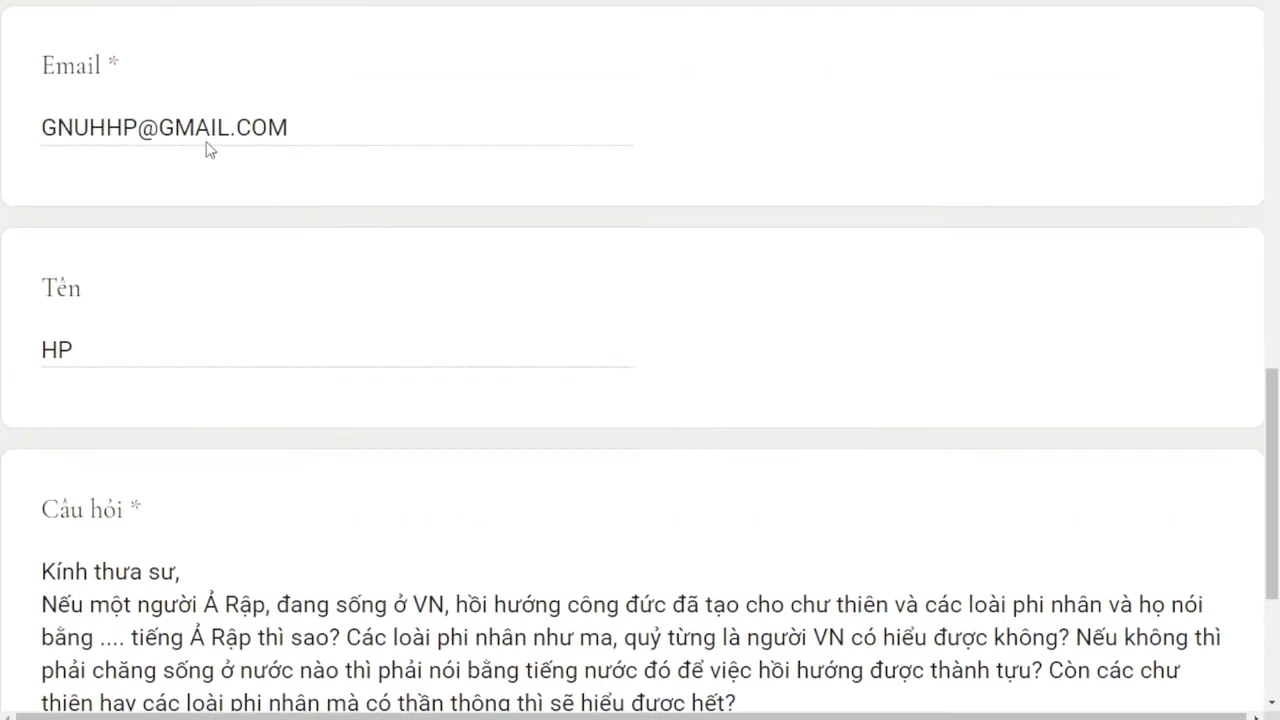 Email *
GNUHHP@GMAIL.COM
Tên
HP
Câu hỏi *
Kính thưa sư,
Nếu một người Ả Rập, đang sống ở VN, hồi hướng công đức đã tạo cho chư thiên và các loài phi nhân và họ nói
bằng .... tiếng Ả Rập thì sao? Các loài phi nhân như ma, quỷ từng là người VN có hiểu được không? Nếu không thì
phải chăng sống ở nước nào thì phải nói bằng tiếng nước đó để việc hồi hướng được thành tựu? Còn các chư
thiên hay các loài phi nhân mà có thần thông thì sẽ hiểu được hết?